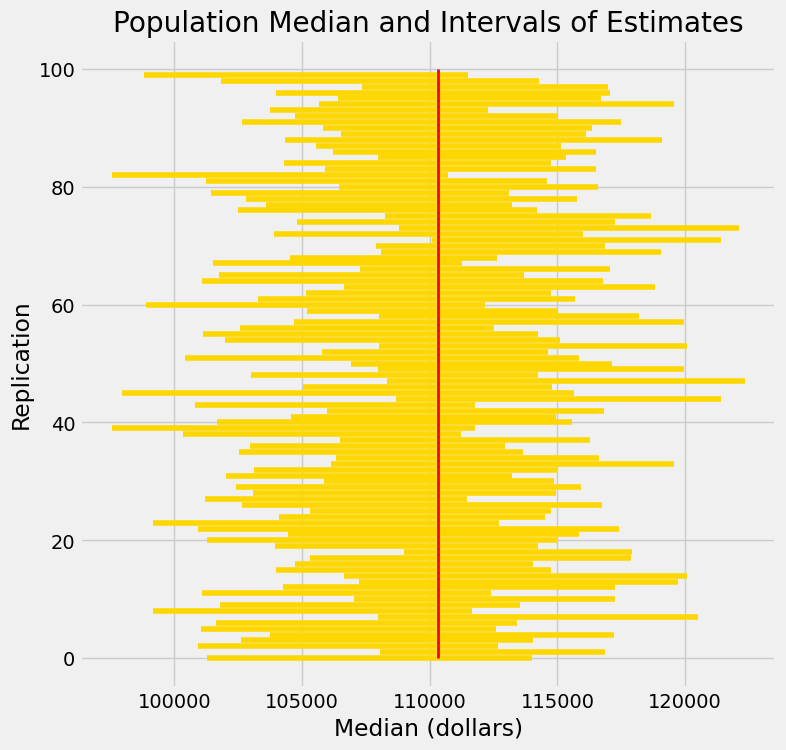 Population Median and Intervals of Estimates
100
80
60
40
20
0
Replication
100000 105000 110000 115000 120000
Median (dollars)